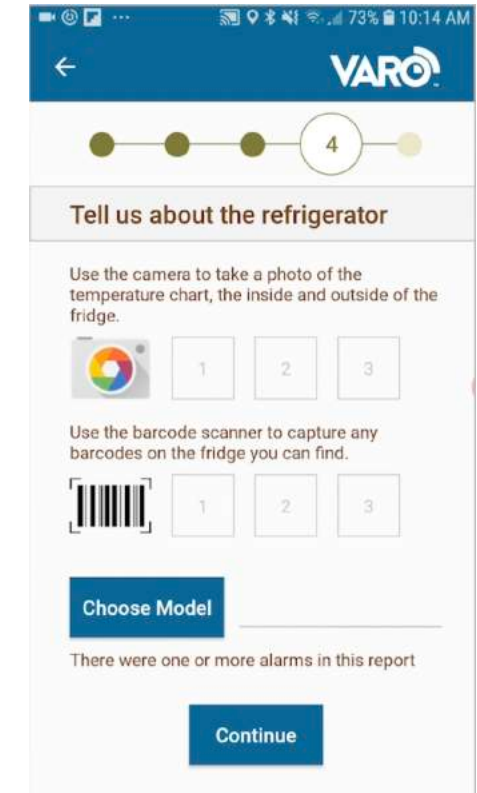 73% 10:14 AM
VARO
4
Tell us about the refrigerator
Use the camera to take a photo of the
temperature chart, the inside and outside of the
fridge.
1 2 3
Use the barcode scanner to capture any
barcodes on the fridge you can find.
1 2 3
Choose Model
There were one or more alarms in this report
Continue